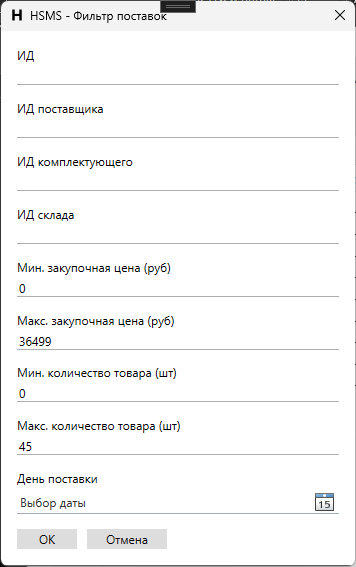 H HSMS - Фильтр поставок
ИД
ИД поставщика
ИД комплектующего
ИД склада
Мин. закупочная цена (руб)
0
Макс. закупочная цена (руб)
36499
Мин. количество товара (шт)
0
Макс. количество товара (шт)
45
День поставки
Выбор даты 15
OK Отмена